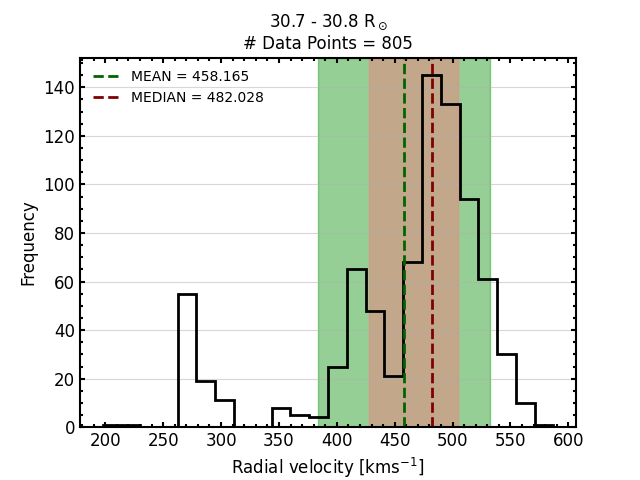 30.7 - 30.8 R☉
# Data Points = 805
MEAN = 458.165
MEDIAN = 482.028
Frequency
140
120
100
80
60
40
20
0
200 250 300 350 400 450 500 550 600
Radial velocity [kms⁻¹]